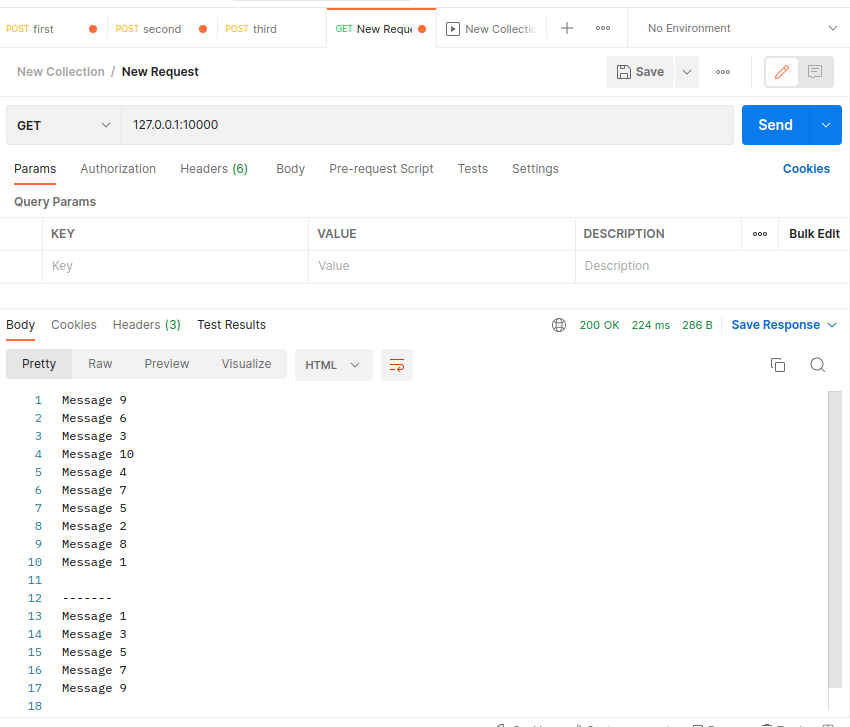 POST first POST second POST third GET New Reque New Collectic No Environment
New Collection / New Request Save
GET 127.0.0.1:10000 Send
Params Authorization Headers (6) Body Pre-request Script Tests Settings Cookies
Query Params
KEY VALUE DESCRIPTION Bulk Edit
Key Value Description
Body Cookies Headers (3) Test Results 200 OK 224 ms 286 B Save Response
Pretty Raw Preview Visualize HTML
1 Message 9
2 Message 6
3 Message 3
4 Message 10
5 Message 4
6 Message 7
7 Message 5
8 Message 2
9 Message 8
10 Message 1
11
12 -------
13 Message 1
14 Message 3
15 Message 5
16 Message 7
17 Message 9
18